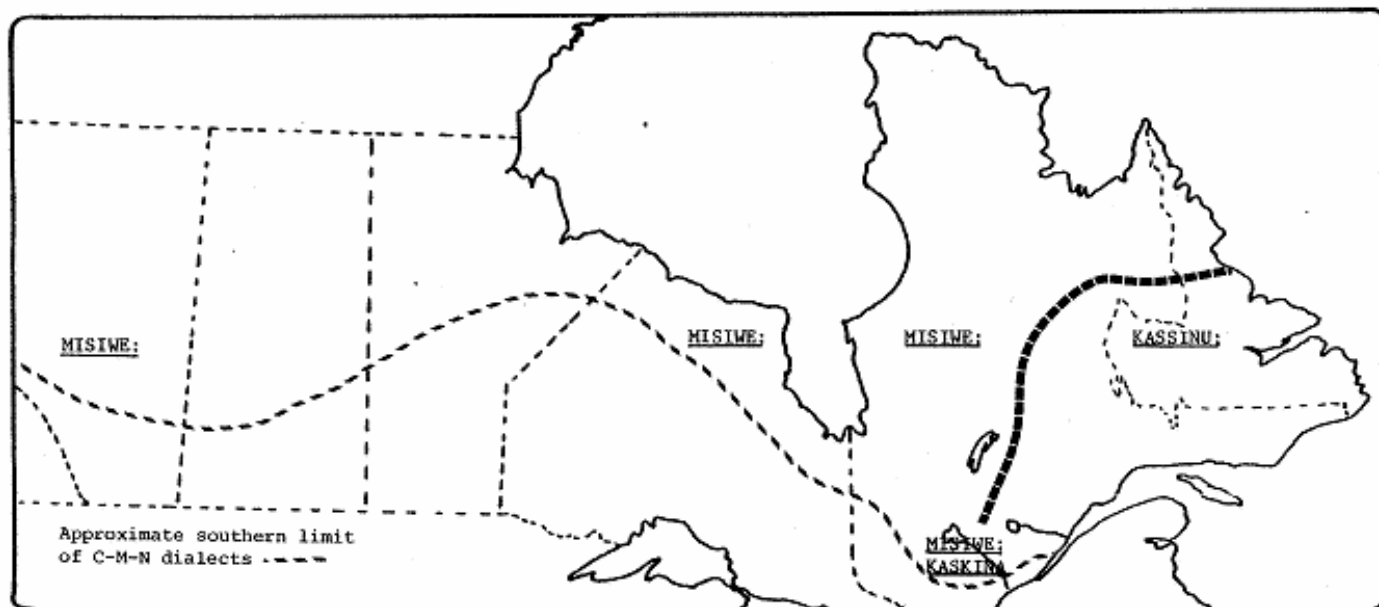 MISIWE:
MISIWE:
MISIWE:
KASSINU:
MISIWE:
KASKINA
Approximate southern limit
of C-M-N dialects